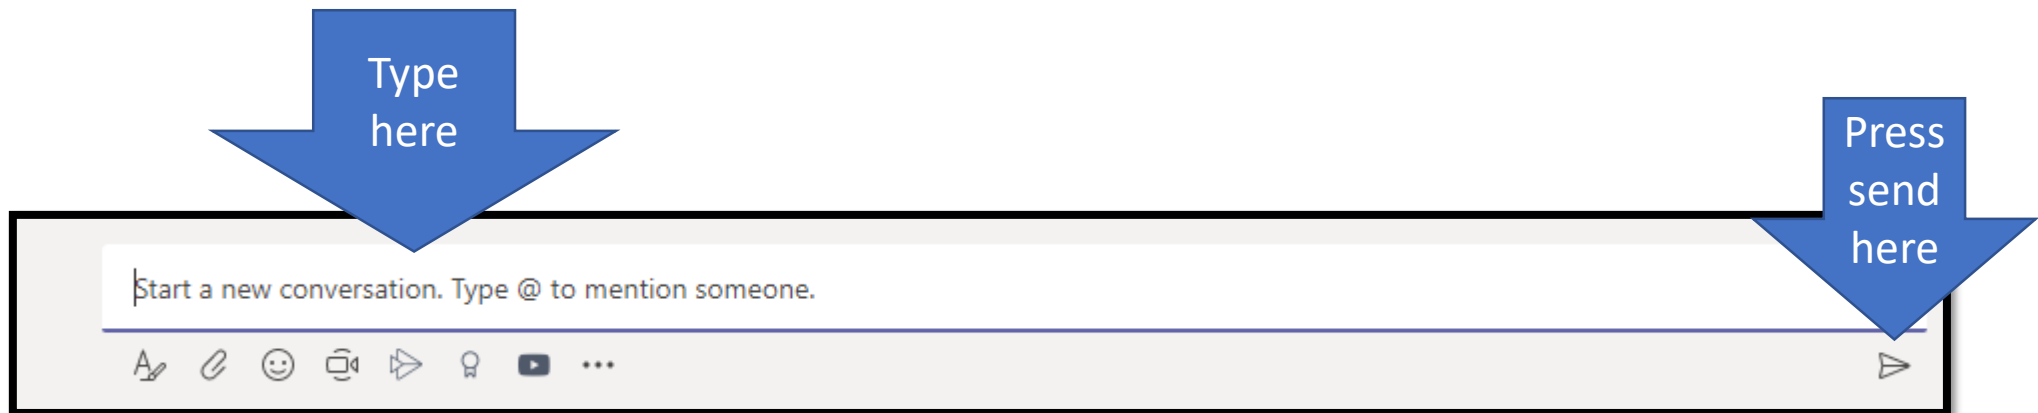 Type
here
Press
send
here
Start a new conversation. Type @ to mention someone.